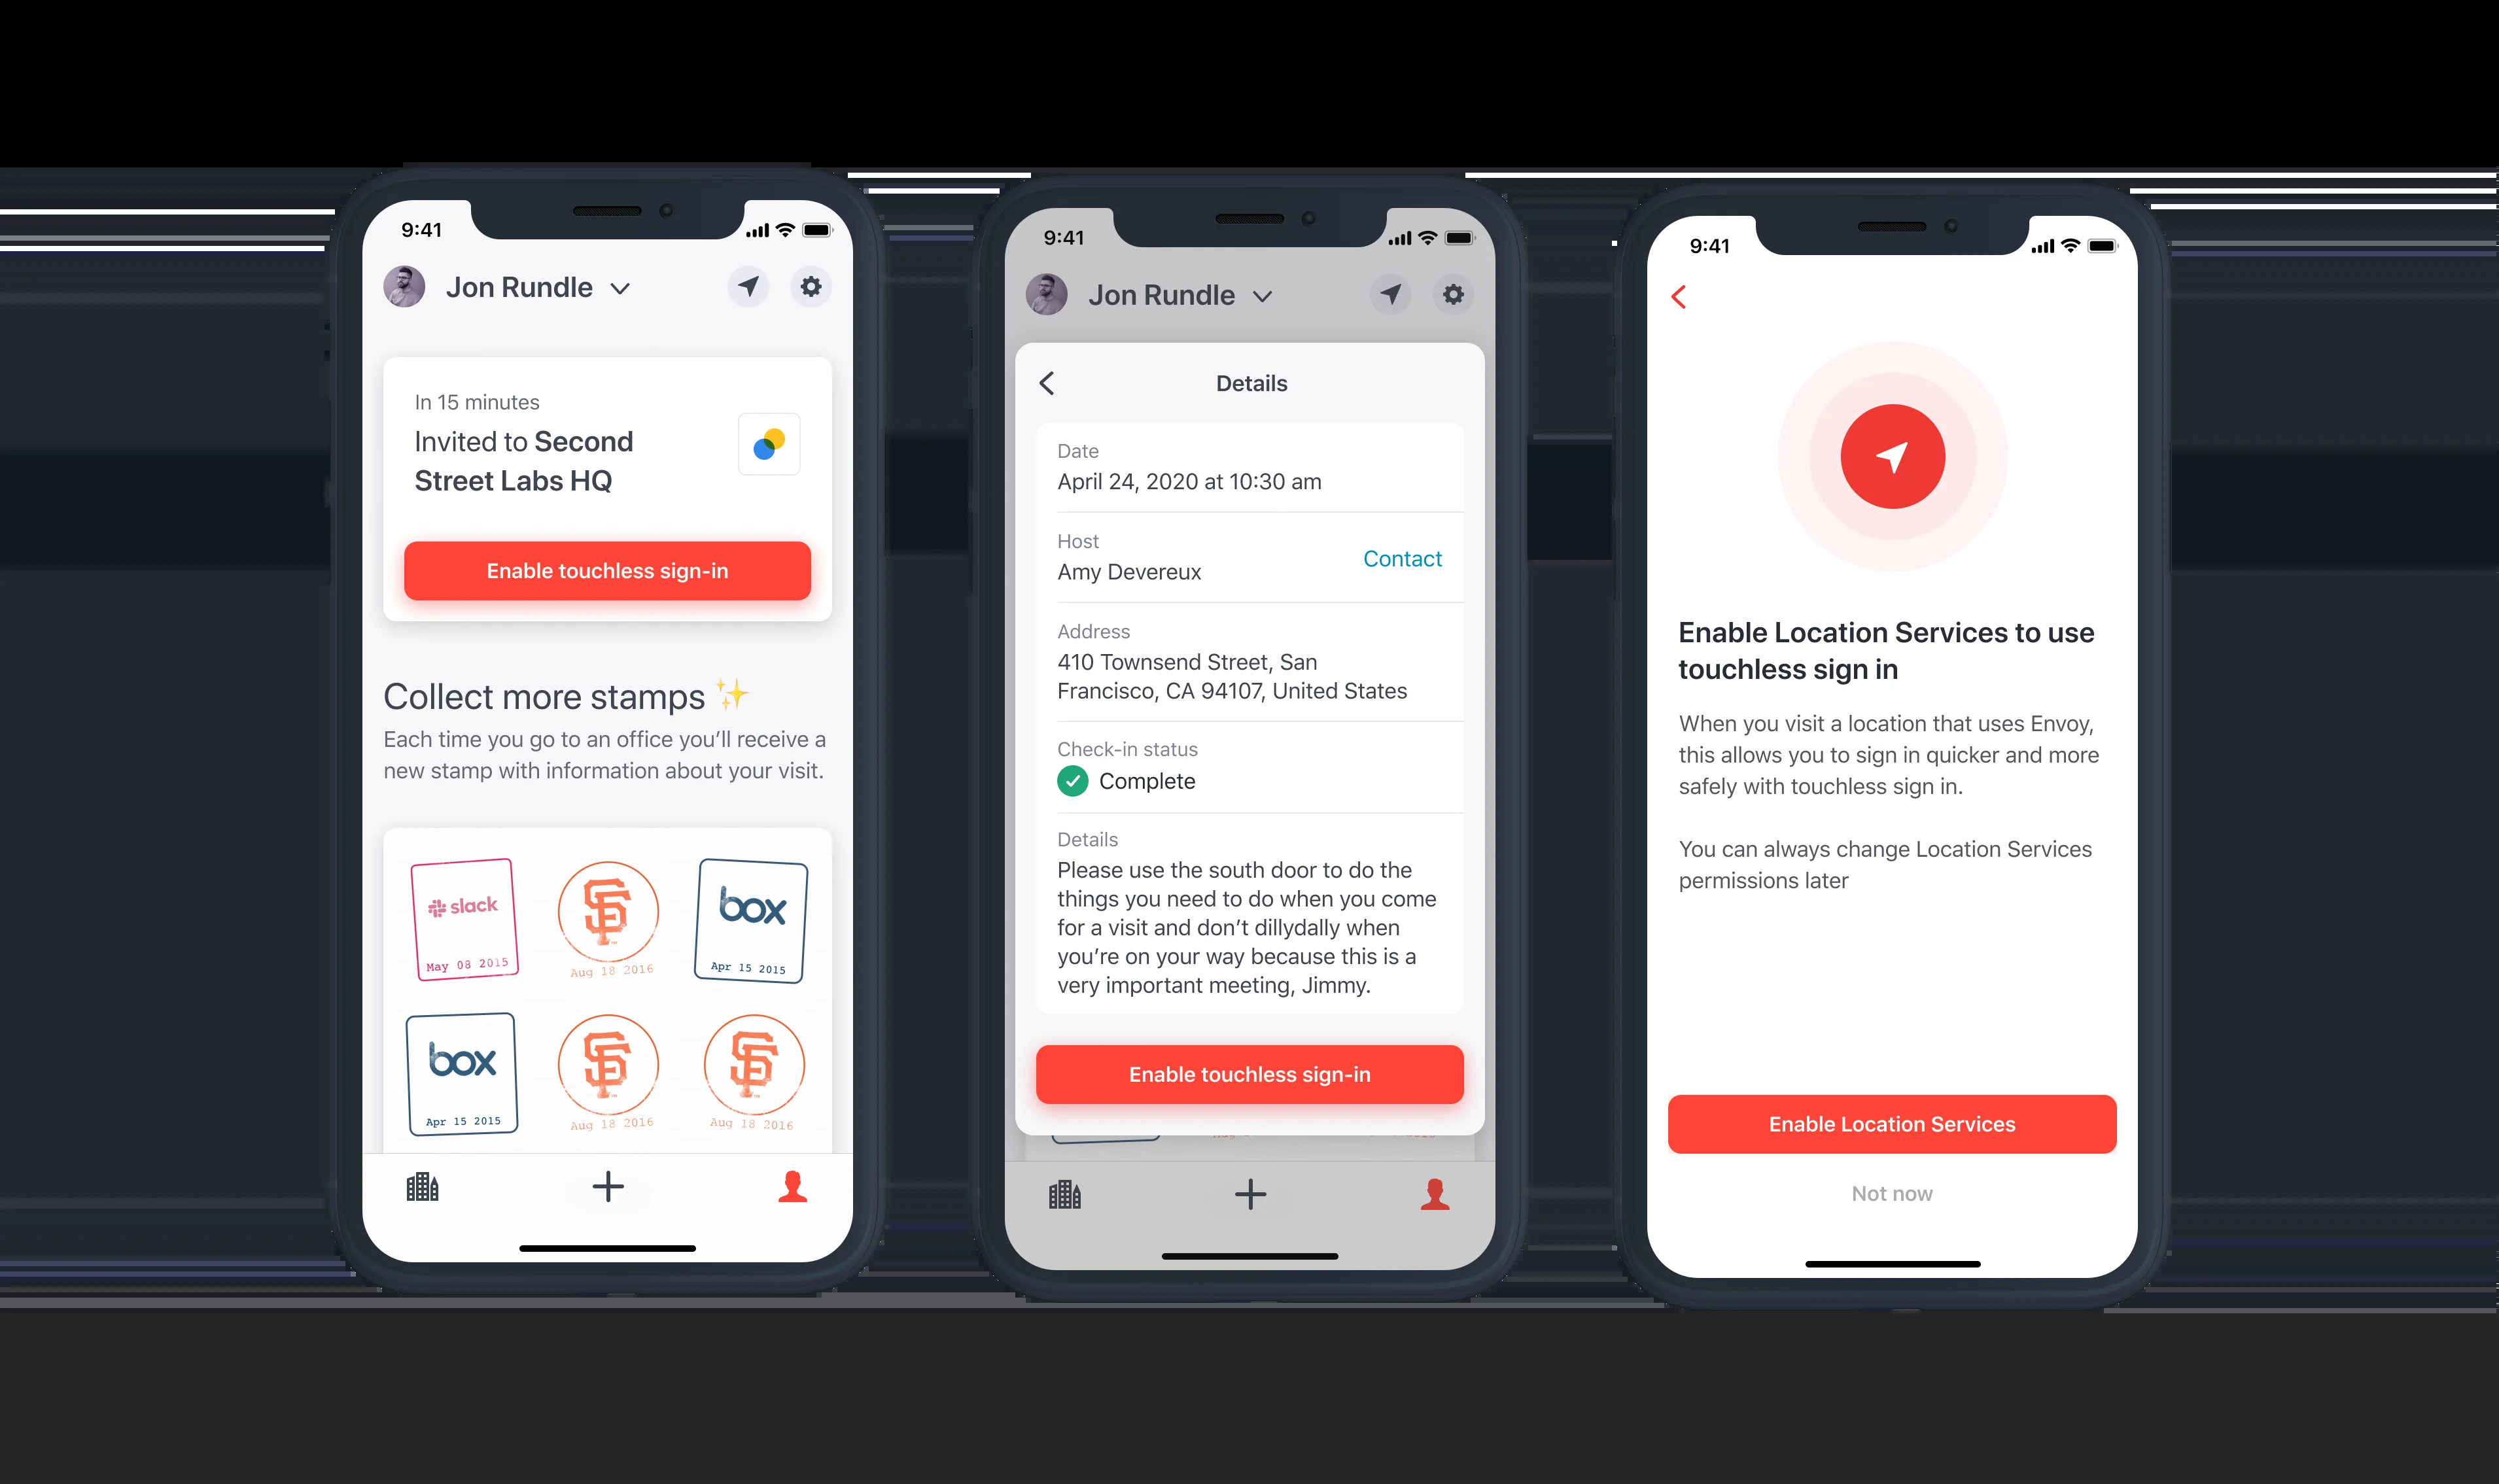 9:41
Jon Rundle
In 15 minutes
Invited to Second
Street Labs HQ
Enable touchless sign-in
Collect more stamps ✨
Each time you go to an office you’ll receive a
new stamp with information about your visit.
slack
May 08 2015
SF
Aug 18 2016
box
Apr 15 2015
box
Apr 15 2015
SF
Aug 18 2016
SF
Aug 18 2016
9:41
Jon Rundle
Details
Date
April 24, 2020 at 10:30 am
Host
Amy Devereux
Contact
Address
410 Townsend Street, San
Francisco, CA 94107, United States
Check-in status
Complete
Details
Please use the south door to do the
things you need to do when you come
for a visit and don’t dillydally when
you’re on your way because this is a
very important meeting, Jimmy.
Enable touchless sign-in
9:41
Enable Location Services to use
touchless sign in
When you visit a location that uses Envoy,
this allows you to sign in quicker and more
safely with touchless sign in.
You can always change Location Services
permissions later
Enable Location Services
Not now